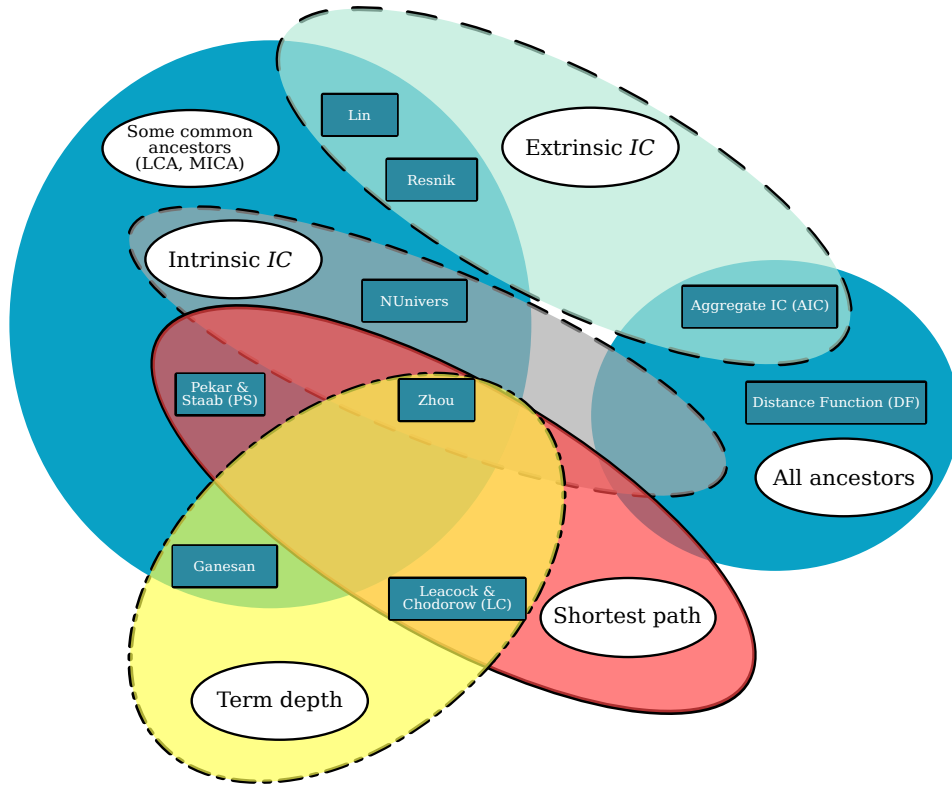 Lin
Some common
ancestors
(LCA, MICA)
Extrinsic IC
Resnik
Intrinsic IC
NUnivers
Aggregate IC (AIC)
Pekar &
Staab (PS)
Zhou
Distance Function (DF)
All ancestors
Ganesan
Leacock &
Chodorow (LC)
Shortest path
Term depth